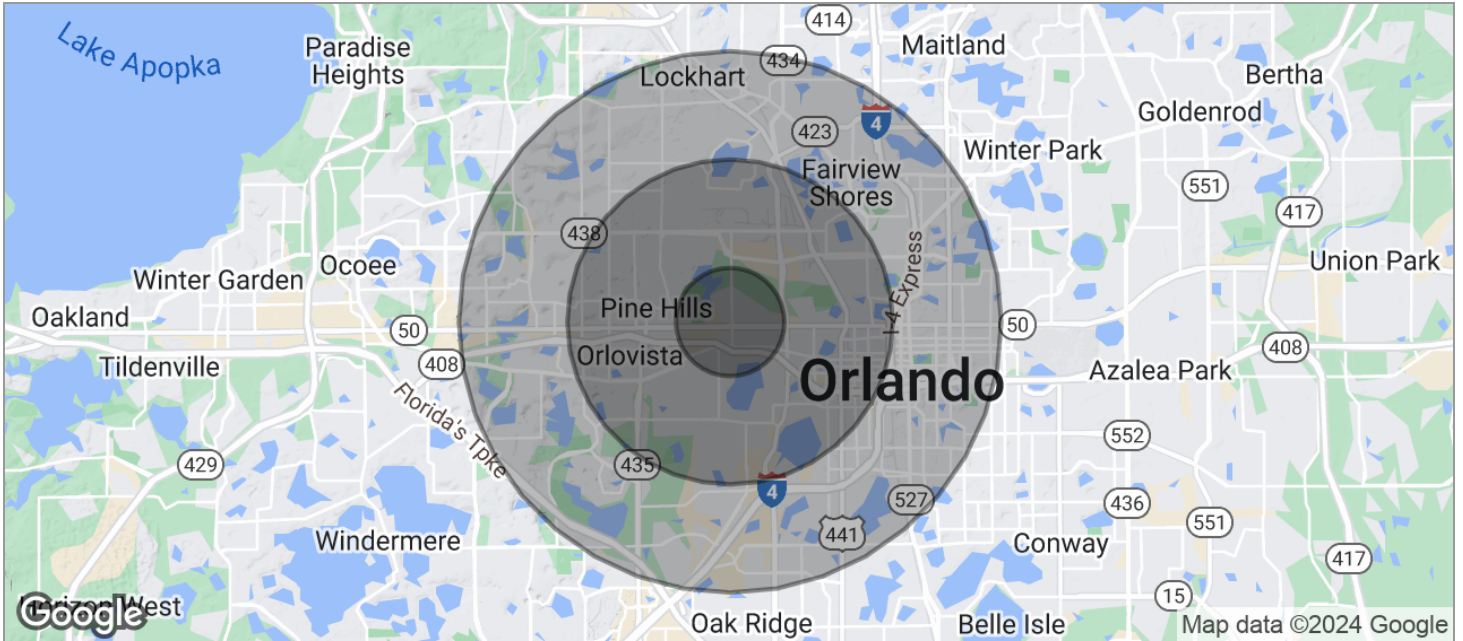 414
Lake Apopka
Paradise
Heights
Maitland
434
Lockhart
Bertha
Goldenrod
4
423
Winter Park
Fairview
Shores
551
417
438
I-4 Express
Union Park
Ocoee
Winter Garden
Pine Hills
Oakland
50
50
408
Orlovista
Tildenville
408
Orlando
Azalea Park
Florida's Tpke
552
429
435
4
527
436
551
441
Windermere
Conway
417
15
Horizon West
Google
Oak Ridge
Belle Isle
Map data ©2024 Google